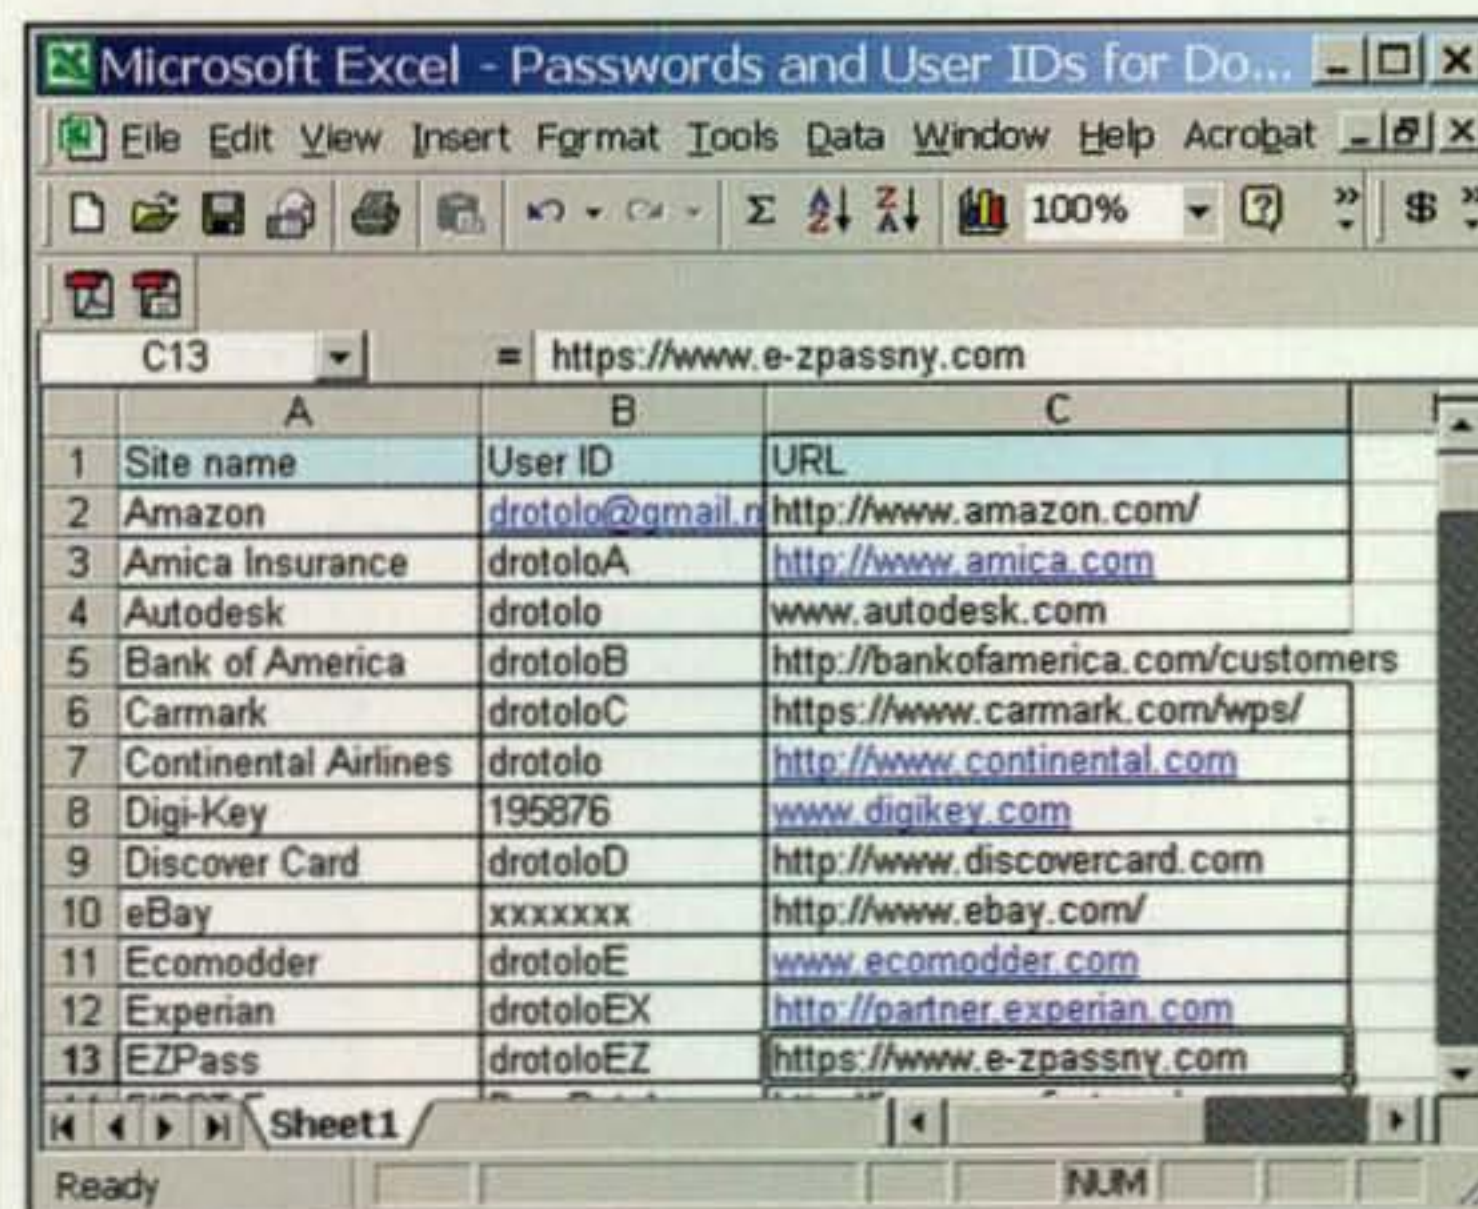 Microsoft Excel - Passwords and User IDs for Do...
File Edit View Insert Format Tools Data Window Help Acrobat
100% $
C13 = https://www.e-zpassny.com
A B C
1 Site name User ID URL
2 Amazon drotolo@gmail.n http://www.amazon.com/
3 Amica Insurance drotoloA http://www.amica.com
4 Autodesk drotolo www.autodesk.com
5 Bank of America drotoloB http://bankofamerica.com/customers
6 Carmark drotoloC https://www.carmark.com/wps/
7 Continental Airlines drotolo http://www.continental.com
8 Digi-Key 195876 www.digikey.com
9 Discover Card drotoloD http://www.discovercard.com
10 eBay xxxxxxx http://www.ebay.com/
11 Ecomodder drotoloE www.ecomodder.com
12 Experian drotoloEX http://partner.experian.com
13 EZPass drotoloEZ https://www.e-zpassny.com
Sheet1
Ready NUM